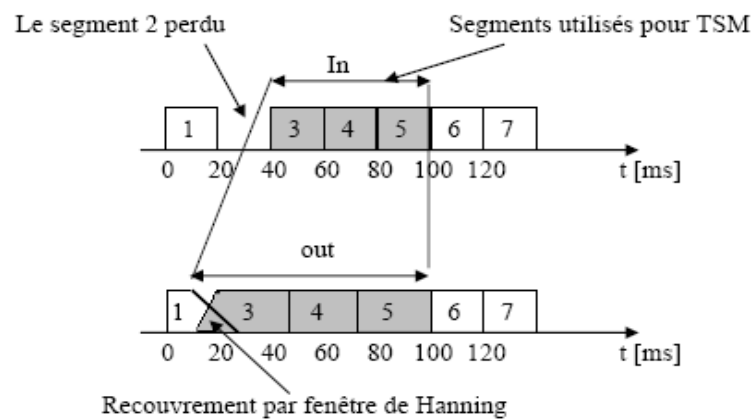 Le segment 2 perdu
Segments utilisés pour TSM
In
1 3 4 5 6 7
0 20 40 60 80 100 120 t [ms]
out
1 3 4 5 6 7
0 20 40 60 80 100 120 t [ms]
Recouvrement par fenêtre de Hanning